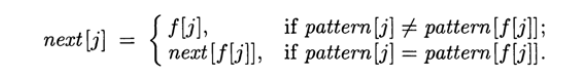 next[j] = { f[j], if pattern[j] ≠ pattern[f[j]];
next[f[j]], if pattern[j] = pattern[f[j]].